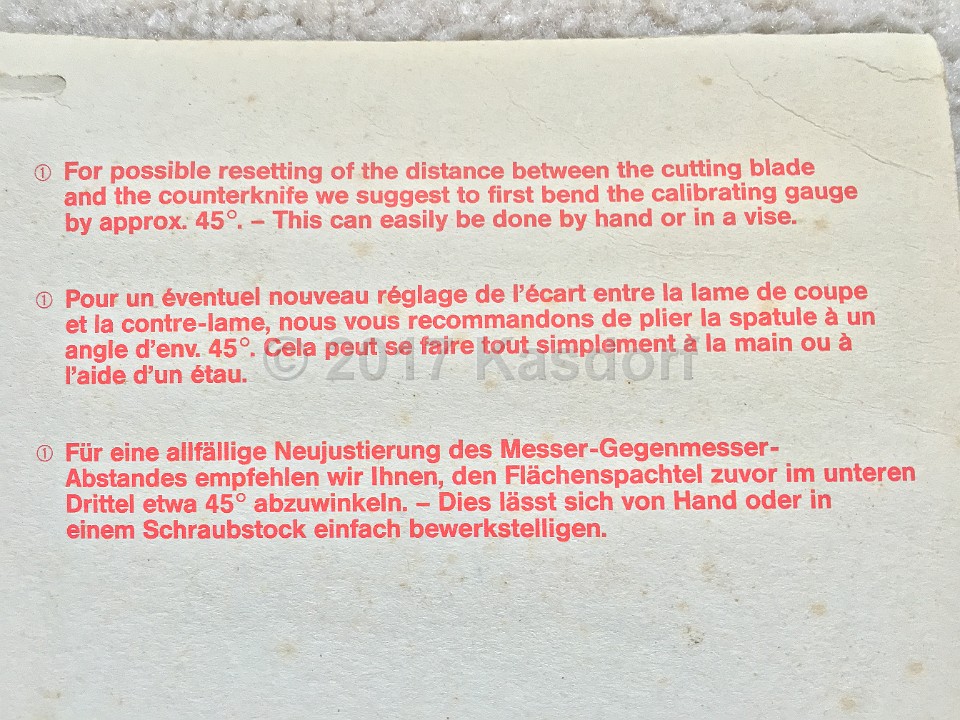 ① For possible resetting of the distance between the cutting blade
and the counterknife we suggest to first bend the calibrating gauge
by approx. 45°. – This can easily be done by hand or in a vise.
① Pour un éventuel nouveau réglage de l'écart entre la lame de coupe
et la contre-lame, nous vous recommandons de plier la spatule à un
angle d'env. 45°. Cela peut se faire tout simplement à la main ou à
l'aide d'un étau.
© 2017 Kasdorf
① Für eine allfällige Neujustierung des Messer-Gegenmesser-
Abstandes empfehlen wir Ihnen, den Flächenspachtel zuvor im unteren
Drittel etwa 45° abzuwinkeln. – Dies lässt sich von Hand oder in
einem Schraubstock einfach bewerkstelligen.